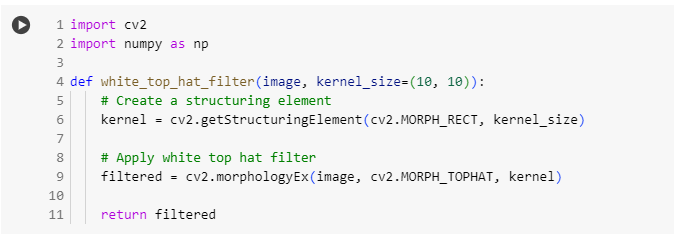 1 import cv2
2 import numpy as np
3
4 def white_top_hat_filter(image, kernel_size=(10, 10)):
5     # Create a structuring element
6     kernel = cv2.getStructuringElement(cv2.MORPH_RECT, kernel_size)
7
8     # Apply white top hat filter
9     filtered = cv2.morphologyEx(image, cv2.MORPH_TOPHAT, kernel)
10
11     return filtered